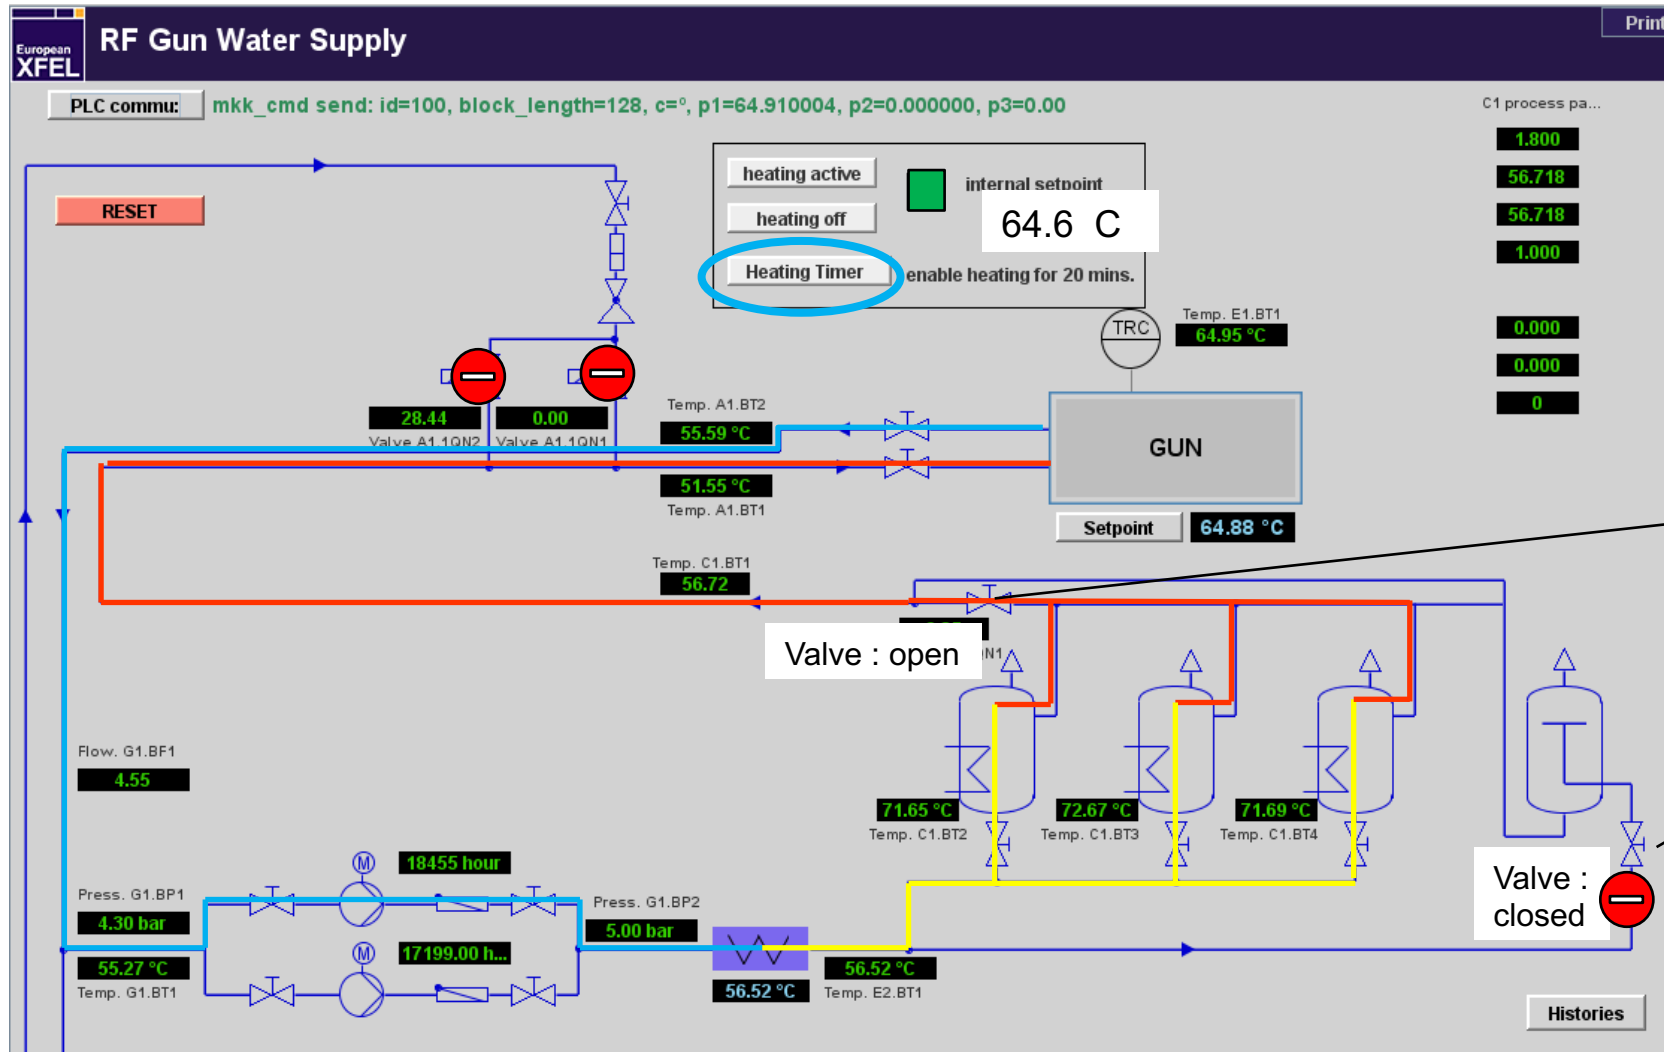 European
XFEL
RF Gun Water Supply
Print
PLC commu:
mkk_cmd send: id=100, block_length=128, c=º, p1=64.910004, p2=0.000000, p3=0.00
C1 process pa...
1.800
56.718
56.718
1.000
0.000
0.000
0
RESET
heating active
internal setpoint
64.6 C
heating off
Heating Timer
enable heating for 20 mins.
TRC
Temp. E1.BT1
64.95 °C
28.44
0.00
Valve A1.1QN2
Valve A1.1QN1
Temp. A1.BT2
55.59 °C
51.55 °C
Temp. A1.BT1
GUN
Setpoint
64.88 °C
Temp. C1.BT1
56.72
Valve : open
N1
Flow. G1.BF1
4.55
71.65 °C
Temp. C1.BT2
72.67 °C
Temp. C1.BT3
71.69 °C
Temp. C1.BT4
Valve :
closed
M
18455 hour
Press. G1.BP1
4.30 bar
Press. G1.BP2
5.00 bar
M
17199.00 h...
55.27 °C
Temp. G1.BT1
56.52 °C
56.52 °C
Temp. E2.BT1
Histories